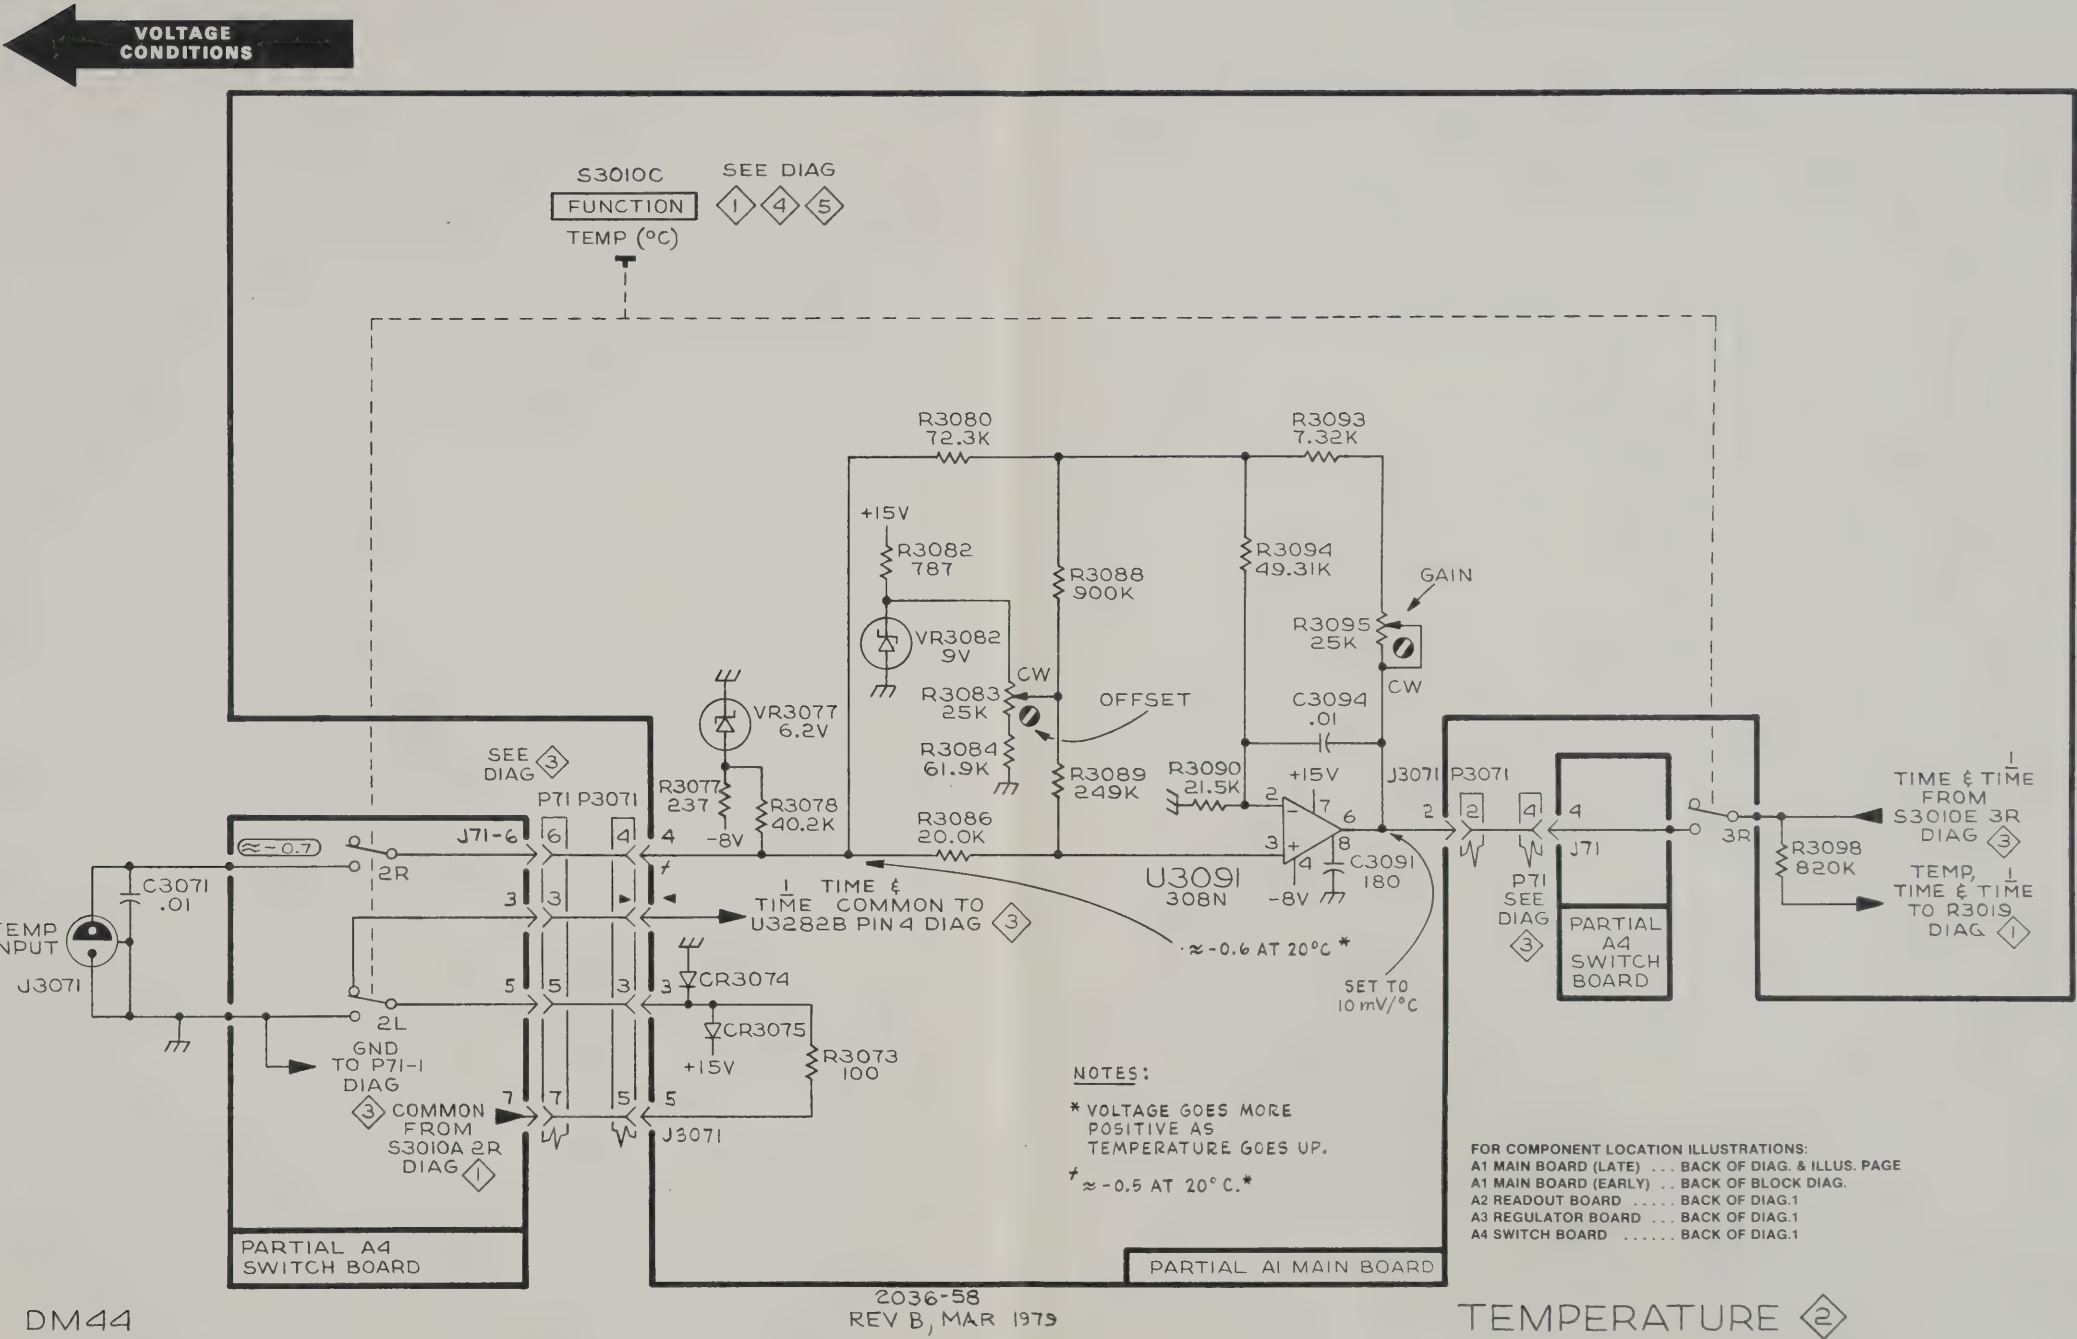 VOLTAGE
CONDITIONS
S3010C
FUNCTION
TEMP (°C)
SEE DIAG
1 4 5
R3080
72.3K
R3093
7.32K
+15V
R3082
787
R3088
900K
R3094
49.31K
GAIN
R3095
25K
VR3082
9V
CW
R3083
25K
OFFSET
CW
C3094
.01
R3084
61.9K
VR3077
6.2V
SEE
DIAG 3
R3077
237
-8V
R3078
40.2K
R3089
249K
R3090
21.5K
+15V
J3071 P3071
P71 P3071
R3086
20.0K
2
7
6
3
4
8
U3091
308N
-8V
C3091
180
2 2 4 4
J71
P71
SEE
DIAG
3
PARTIAL
A4
SWITCH
BOARD
3R
1
TIME & TIME
FROM
S3010E 3R
DIAG 3
R3098
820K
TEMP, 1
TIME & TIME
TO R3019
DIAG 1
≈-0.7
J71-6 6 4 4
†
2R
C3071
.01
3 3
1 TIME &
TIME COMMON TO
U3282B PIN 4 DIAG 3
≈-0.6 AT 20°C *
SET TO
10 mV/°C
J3071
CR3074
5 5 3 3
2L
CR3075
+15V
R3073
100
GND
TO P71-1
DIAG
3
COMMON
FROM
S3010A 2R
DIAG 1
7 7 5 5
J3071
NOTES:
* VOLTAGE GOES MORE
POSITIVE AS
TEMPERATURE GOES UP.
† ≈ -0.5 AT 20° C.*
FOR COMPONENT LOCATION ILLUSTRATIONS:
A1 MAIN BOARD (LATE) ... BACK OF DIAG. & ILLUS. PAGE
A1 MAIN BOARD (EARLY) .. BACK OF BLOCK DIAG.
A2 READOUT BOARD ..... BACK OF DIAG.1
A3 REGULATOR BOARD ... BACK OF DIAG.1
A4 SWITCH BOARD ...... BACK OF DIAG.1
PARTIAL A4
SWITCH BOARD
PARTIAL A1 MAIN BOARD
DM44
2036-58
REV B, MAR 1979
TEMPERATURE 2